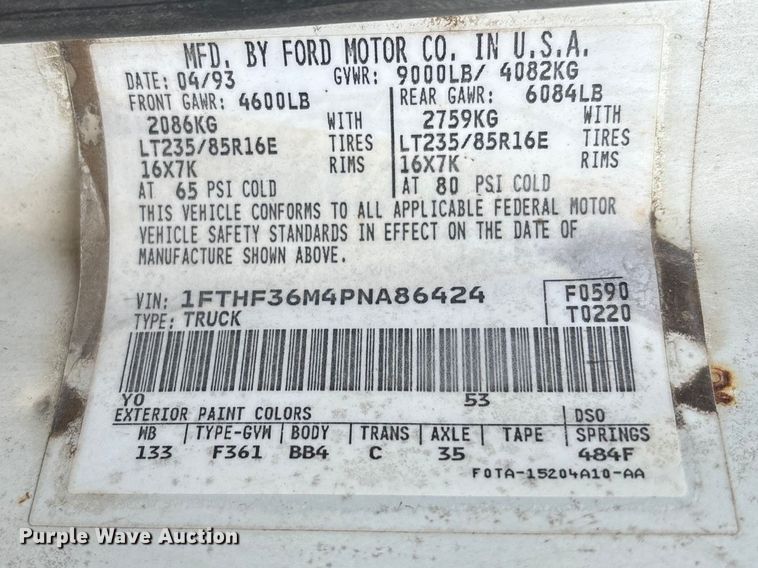 MFD. BY FORD MOTOR CO. IN U.S.A.
DATE: 04/93 GVWR: 9000LB/ 4082KG
FRONT GAWR: 4600LB REAR GAWR: 6084LB
2086KG WITH 2759KG WITH
LT235/85R16E TIRES LT235/85R16E TIRES
16X7K RIMS 16X7K RIMS
AT 65 PSI COLD AT 80 PSI COLD
THIS VEHICLE CONFORMS TO ALL APPLICABLE FEDERAL MOTOR
VEHICLE SAFETY STANDARDS IN EFFECT ON THE DATE OF
MANUFACTURE SHOWN ABOVE.
VIN: 1FTHF36M4PNA86424 F0590
TYPE: TRUCK T0220
YO 53
EXTERIOR PAINT COLORS DSO
WB TYPE-GVW BODY TRANS AXLE TAPE SPRINGS
133 F361 BB4 C 35 484F
F0TA-15204A10-AA
Purple Wave Auction